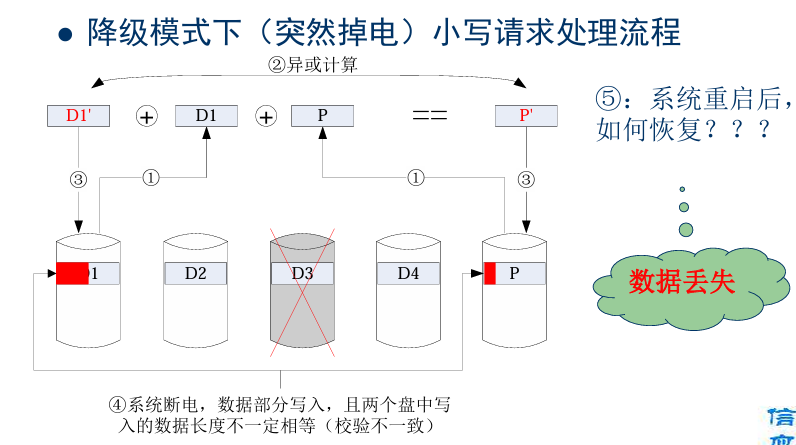 ● 降级模式下（突然掉电）小写请求处理流程
②异或计算
D1' + D1 + P == P'
⑤：系统重启后，
如何恢复？？？
③ ① ① ③
D1 D2 D3 D4 P
数据丢失
④系统断电，数据部分写入，且两个盘中写
入的数据长度不一定相等（校验不一致）
信